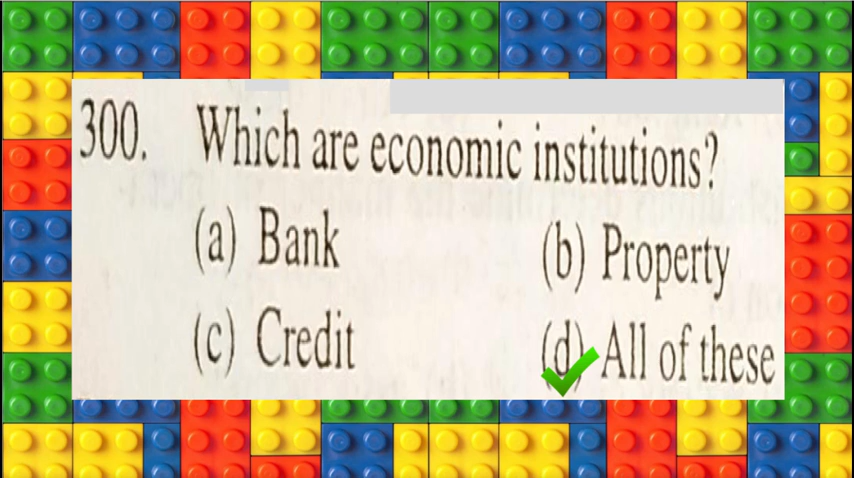 300. Which are economic institutions?
(a) Bank (b) Property
(c) Credit (d) All of these